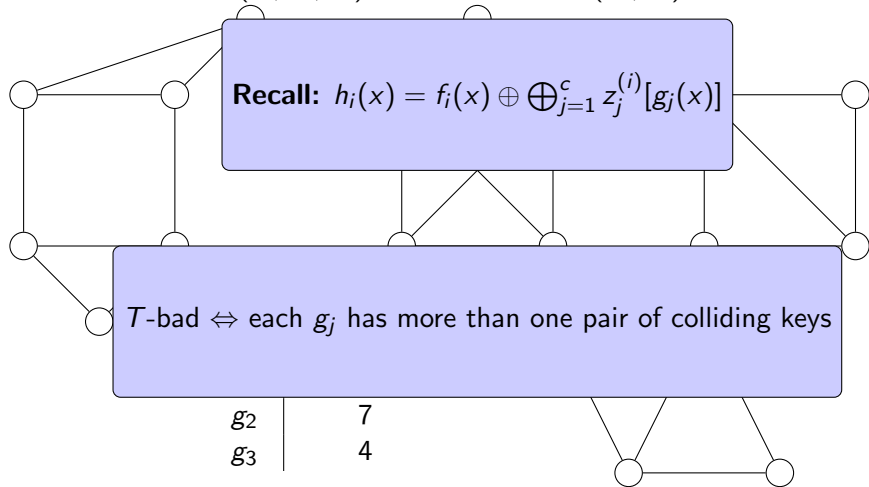 Recall: h_i(x) = f_i(x) ⊕ ⨁_{j=1}^{c} z_j^{(i)}[g_j(x)]
T-bad ⇔ each g_j has more than one pair of colliding keys
g_2 7
g_3 4